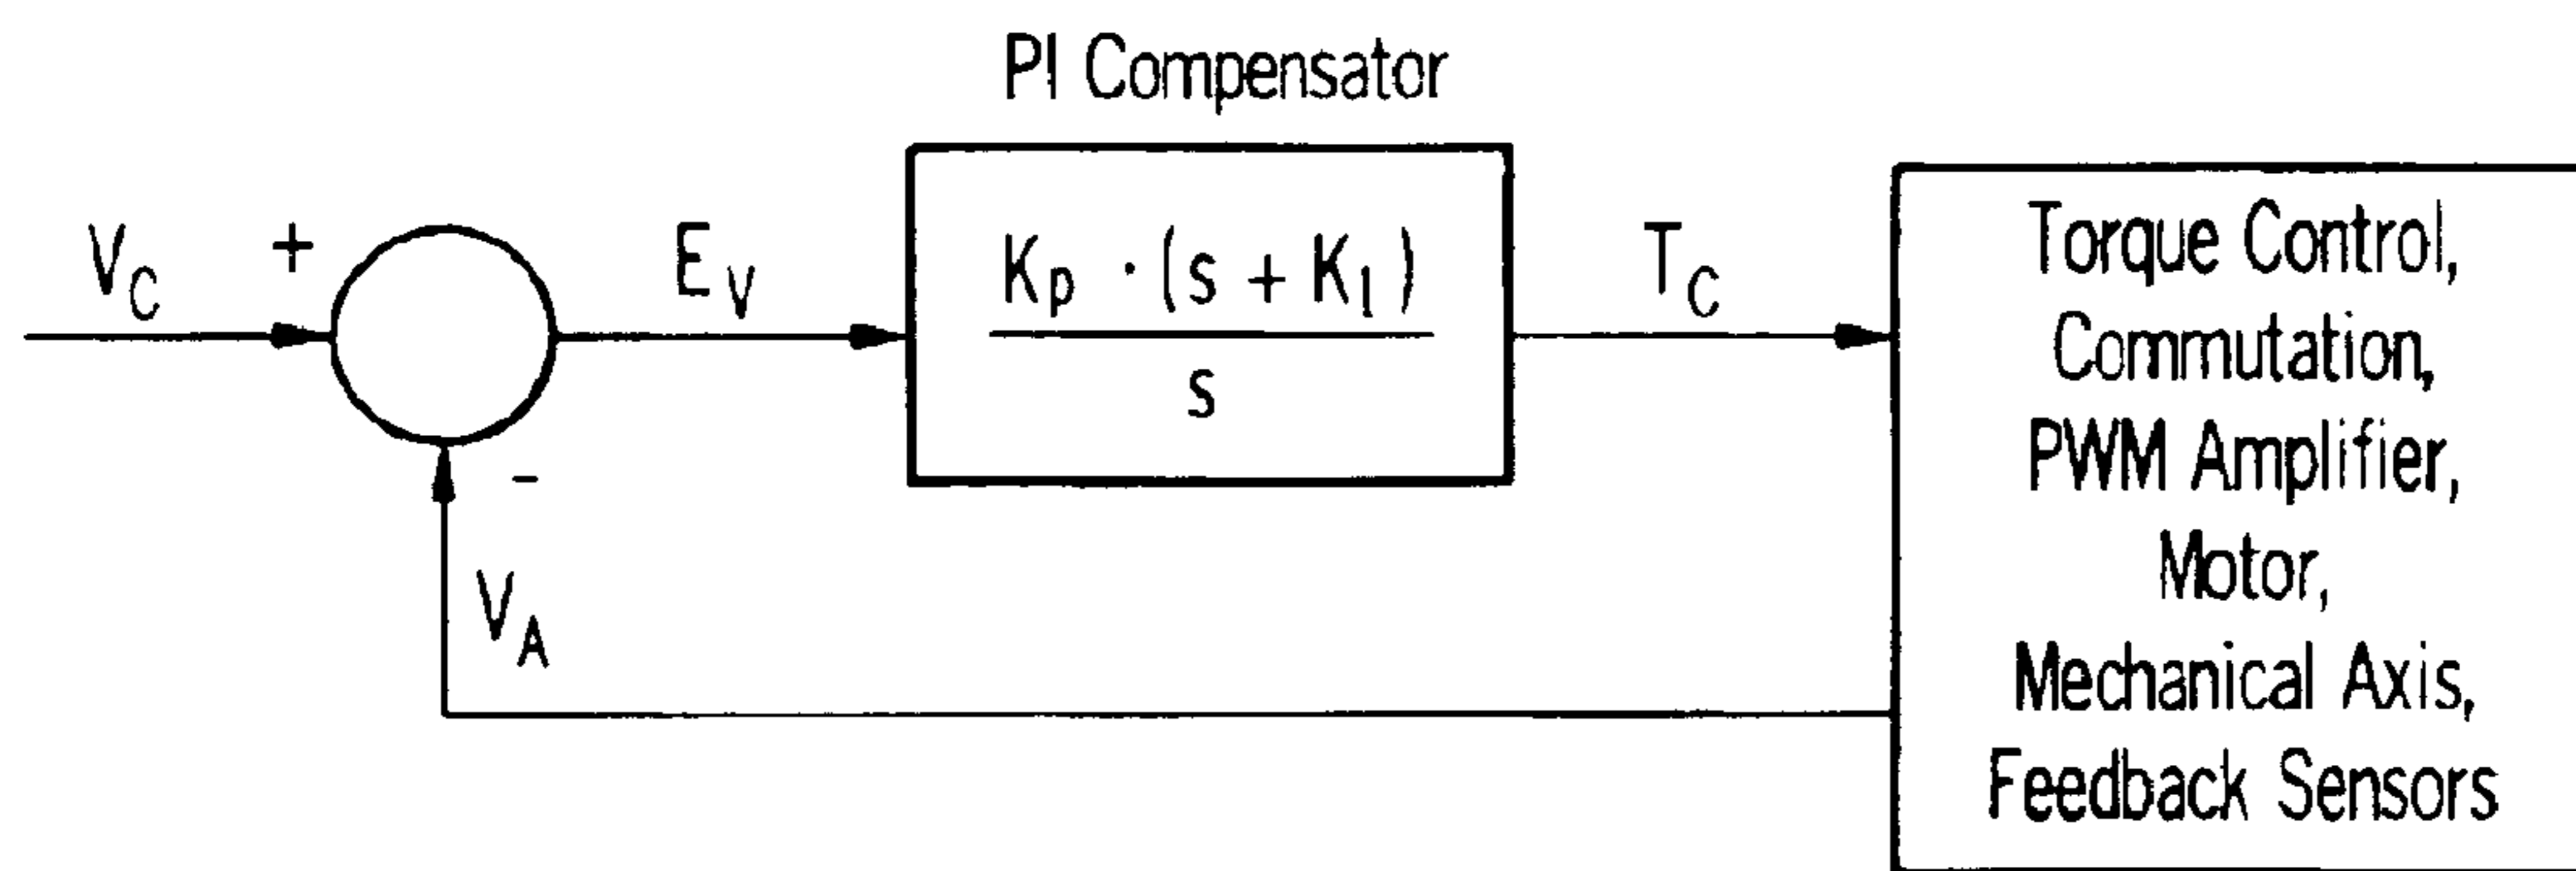 PI Compensator
V_C
+
E_V
K_P · (s + K_I)
s
T_C
-
V_A
Torque Control,
Commutation,
PWM Amplifier,
Motor,
Mechanical Axis,
Feedback Sensors